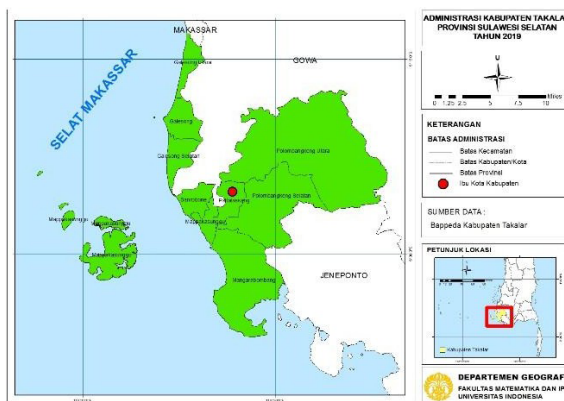 MAKASSAR
GOWA
SELAT MAKASSAR
Galesong
Galesong Selatan
Polombangkeng Utara
Polombangkeng Selatan
Mangarabombang
JENEPONTO
ADMINISTRASI KABUPATEN TAKALAR
PROVINSI SULAWESI SELATAN
TAHUN 2019
U
0 1.25 2.5 5 7.5 10
Miles
KETERANGAN
BATAS ADMINISTRASI
Batas Kecamatan
Batas Kabupaten/Kota
Batas Provinsi
Ibu Kota Kabupaten
SUMBER DATA :
Bappeda Kabupaten Takalar
PETUNJUK LOKASI
Kabupaten Takalar
DEPARTEMEN GEOGRAF
FAKULTAS MATEMATIKA DAN IP
UNIVERSITAS INDONESIA